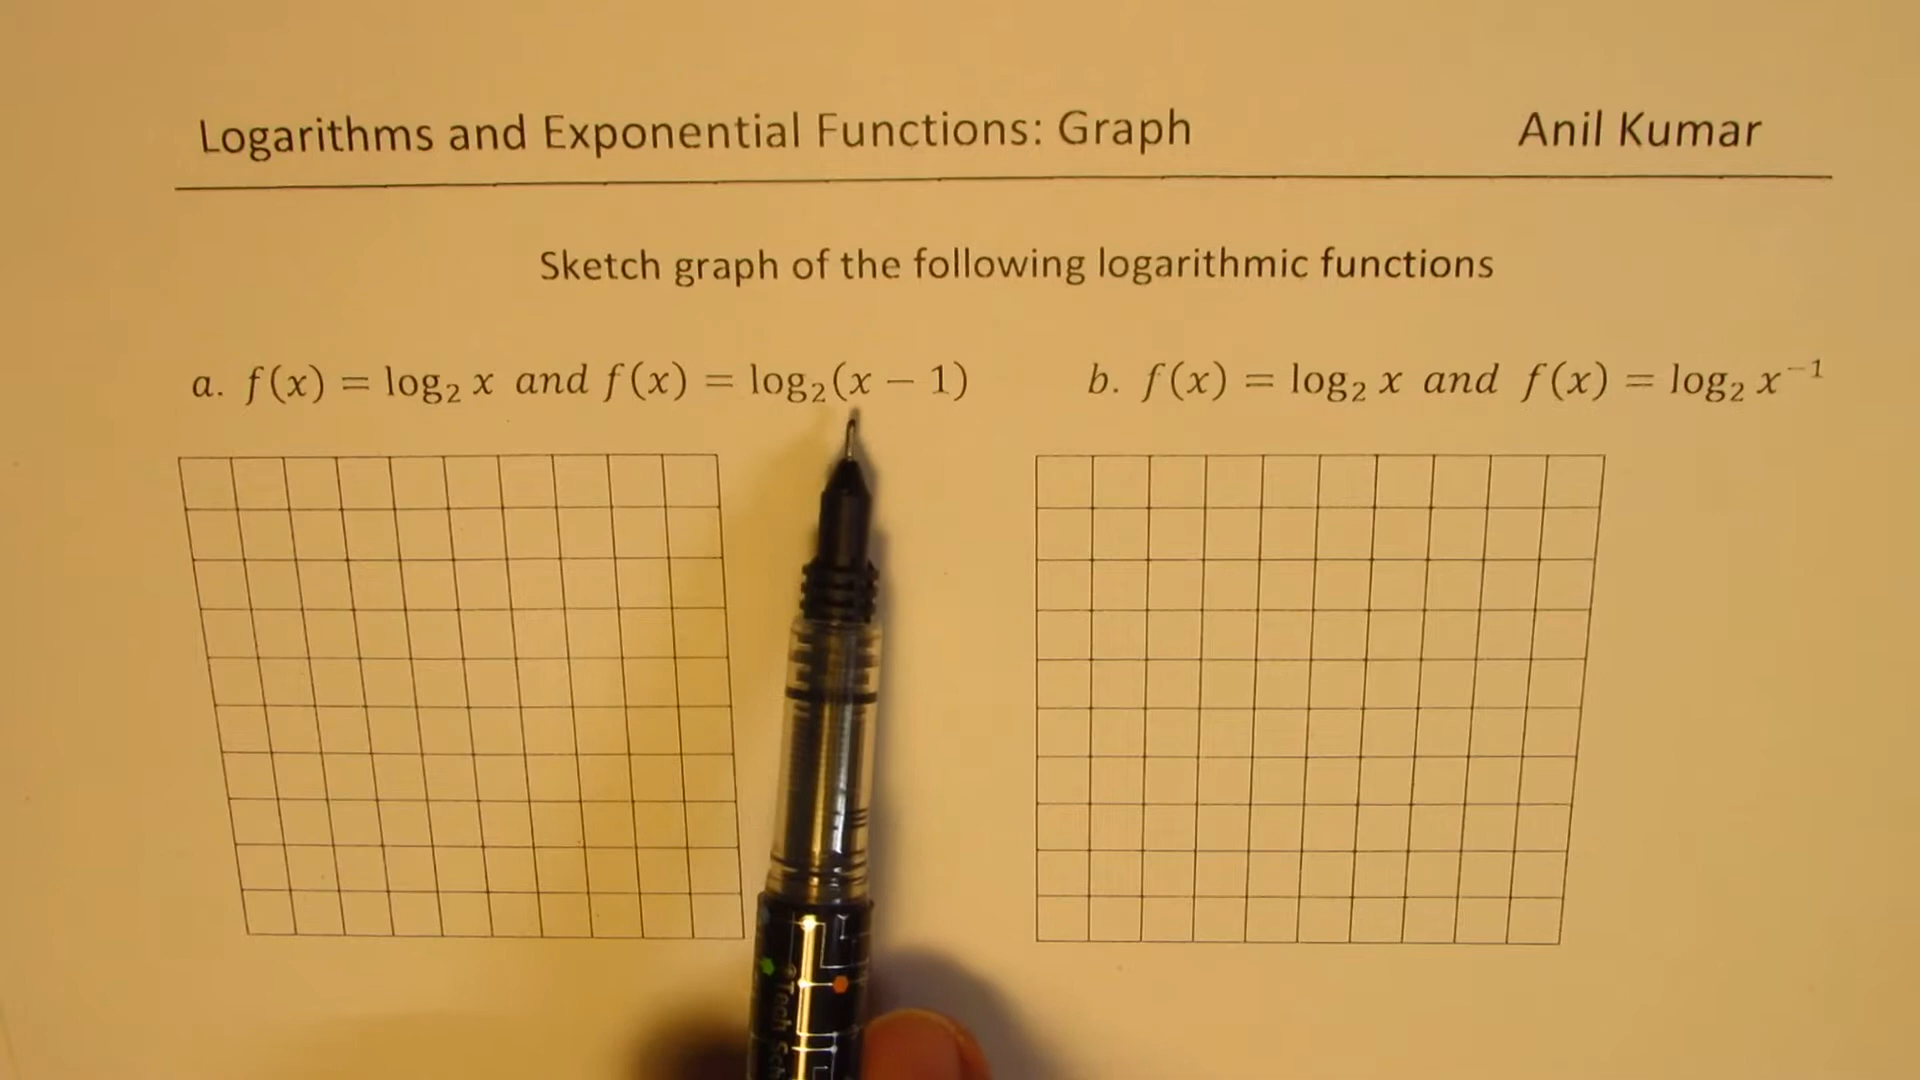 Logarithms and Exponential Functions: Graph Anil Kumar
Sketch graph of the following logarithmic functions
a. f(x) = log₂ x and f(x) = log₂(x − 1) b. f(x) = log₂ x and f(x) = log₂ x⁻¹